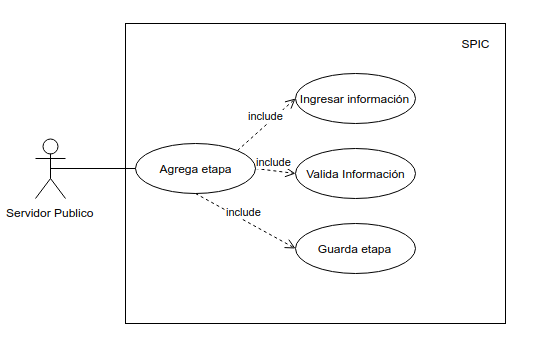 SPIC
Ingresar información
include
Agrega etapa
include
Valida Información
include
Servidor Publico
Guarda etapa